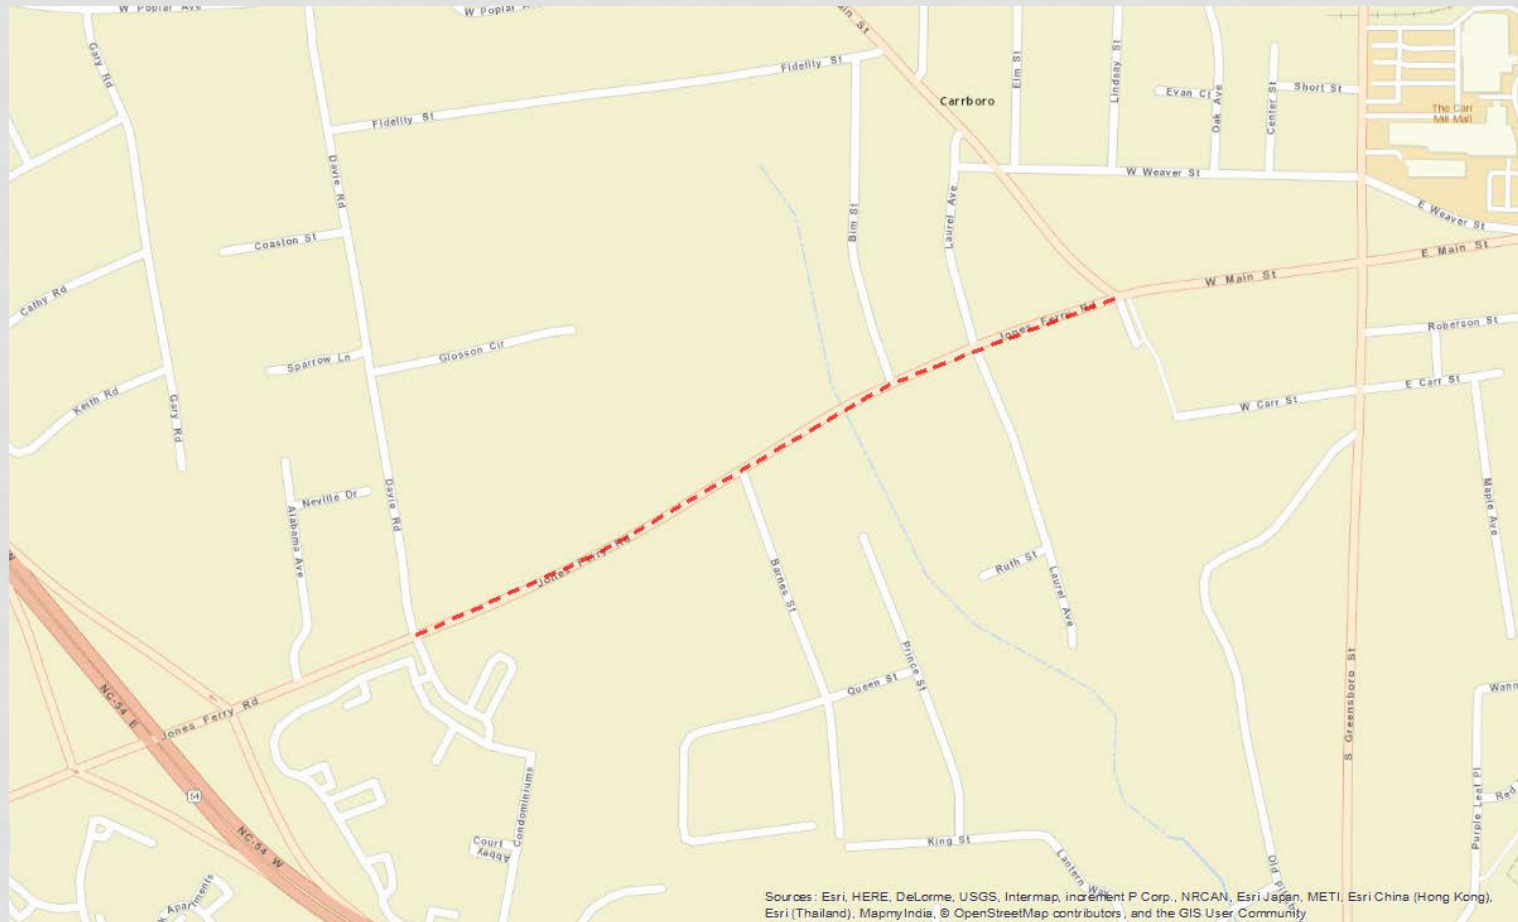 W Poplar Ave
W Poplar
Main St
Gary Rd
Fidelity St
Elm St
Lindsay St
Evan Ct
Oak Ave
Center St
Short St
Carrboro
The Carr
Mill Mall
Fidelity St
Davie Rd
W Weaver St
Bim St
Laurel Ave
E Weaver St
Coaston St
E Main St
W Main St
Cathy Rd
Jones Ferry Rd
Roberson St
Sparrow Ln
Glosson Cir
Keith Rd
Gary Rd
E Carr St
W Carr St
Neville Dr
Davie Rd
Alabama Ave
Maple Ave
Jones Ferry Rd
Barnes St
Ruth St
Laurel Ave
Prince St
Queen St
NC-54 E
Jones Ferry Rd
S Greensboro St
54
Condominiums
Purple Leaf Pl
Red
NC-54 W
Court
Abbey
King St
Lantern
Apartments
Sources: Esri, HERE, DeLorme, USGS, Intermap, increment P Corp., NRCAN, Esri Japan, METI, Esri China (Hong Kong),
Esri (Thailand), MapmyIndia, © OpenStreetMap contributors, and the GIS User Community